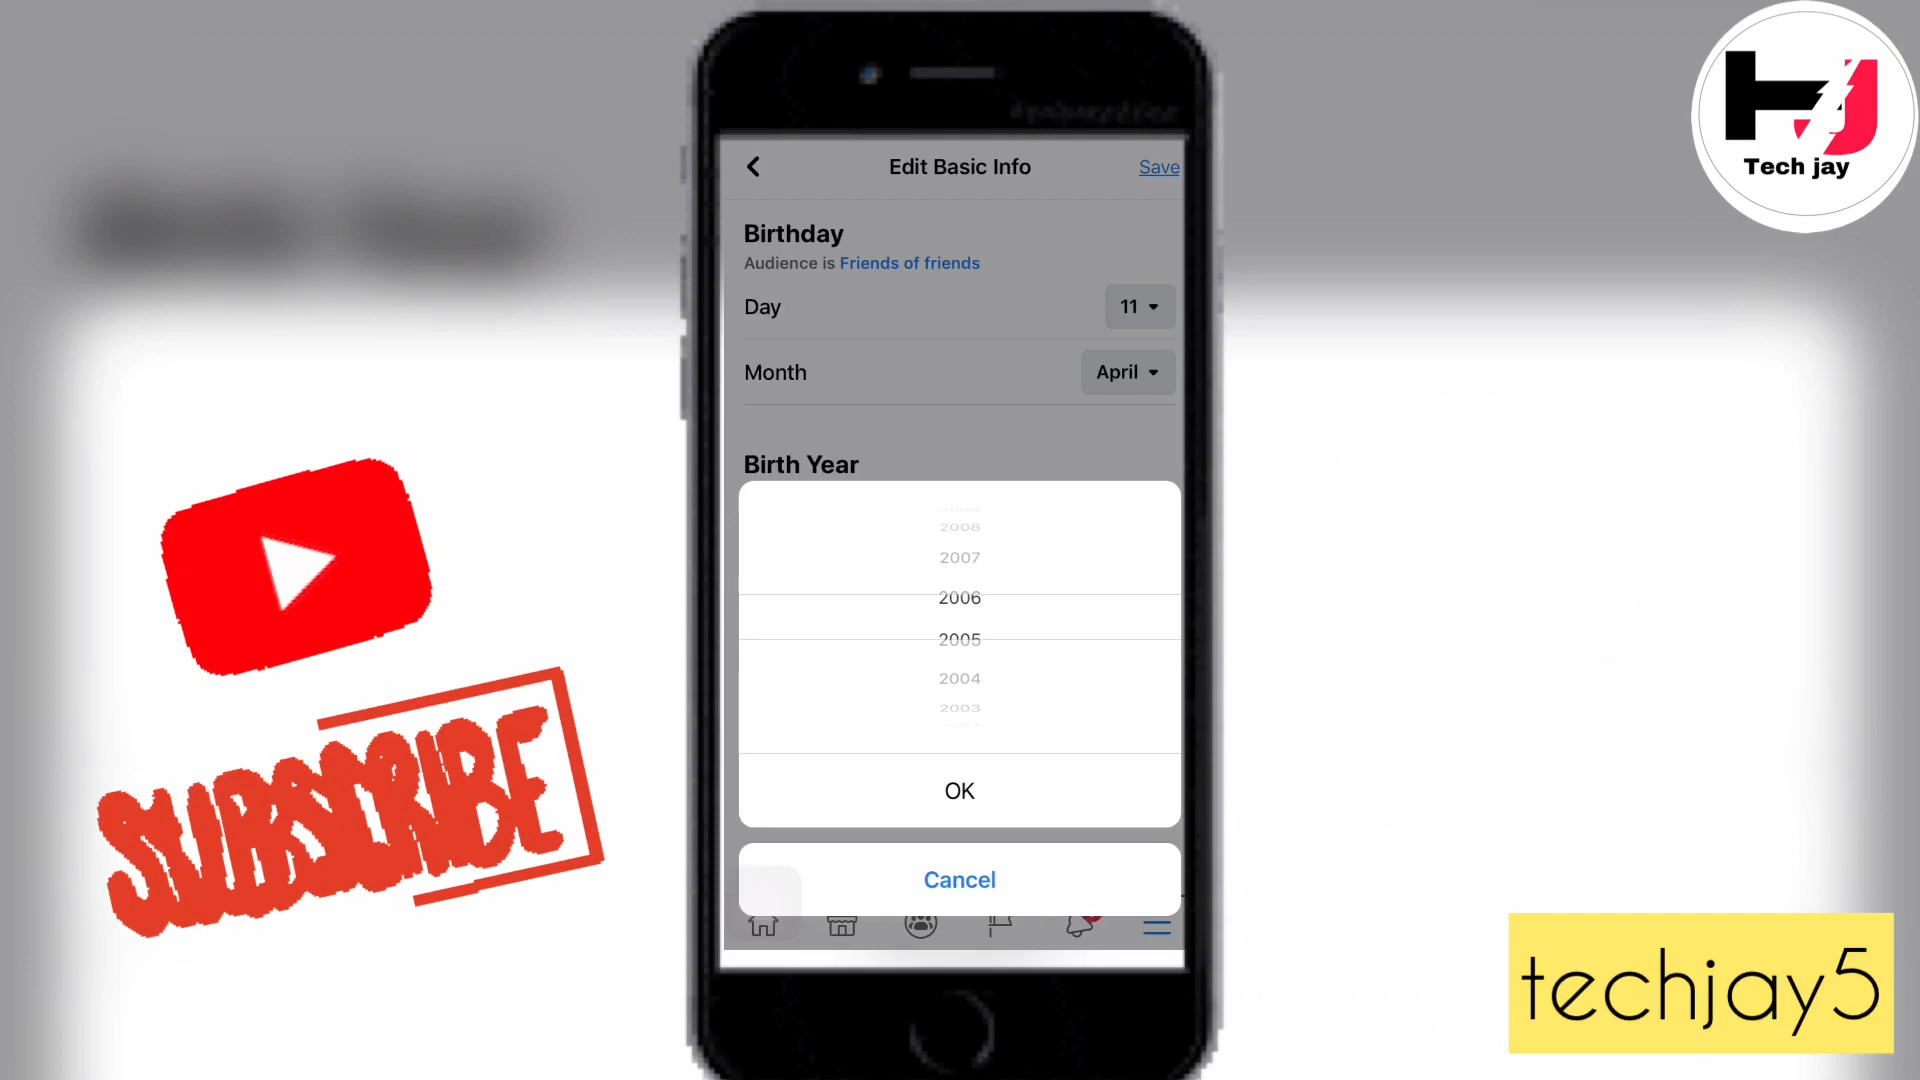 Tech jay
Edit Basic Info
Save
Birthday
Audience is Friends of friends
Day
11
Month
April
Birth Year
2008
2007
2006
2005
2004
2003
OK
Cancel
SUBSCRIBE
techjay5